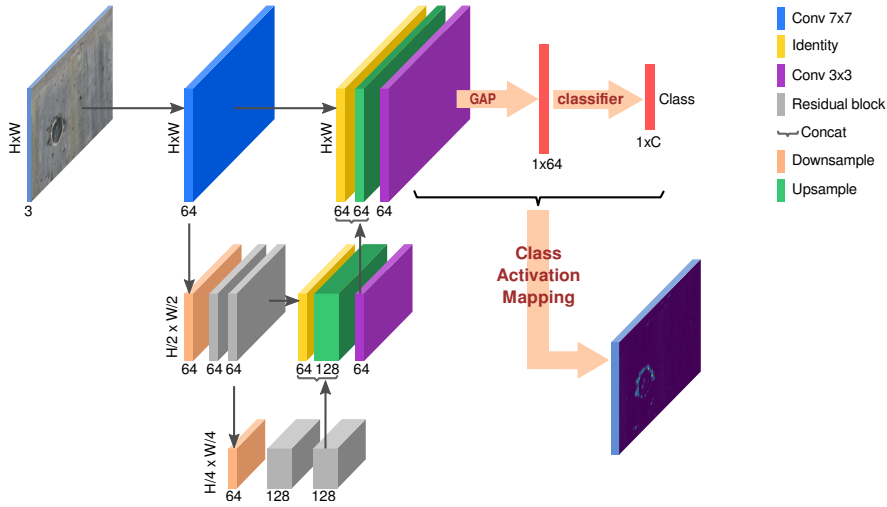 Conv 7x7
Identity
Conv 3x3
Residual block
Concat
Downsample
Upsample
HxW
3
HxW
64
HxW
64 64 64
GAP
1x64
classifier
1xC
Class
H/2 x W/2
64 64 64
64 128 64
Class
Activation
Mapping
H/4 x W/4
64 128 128